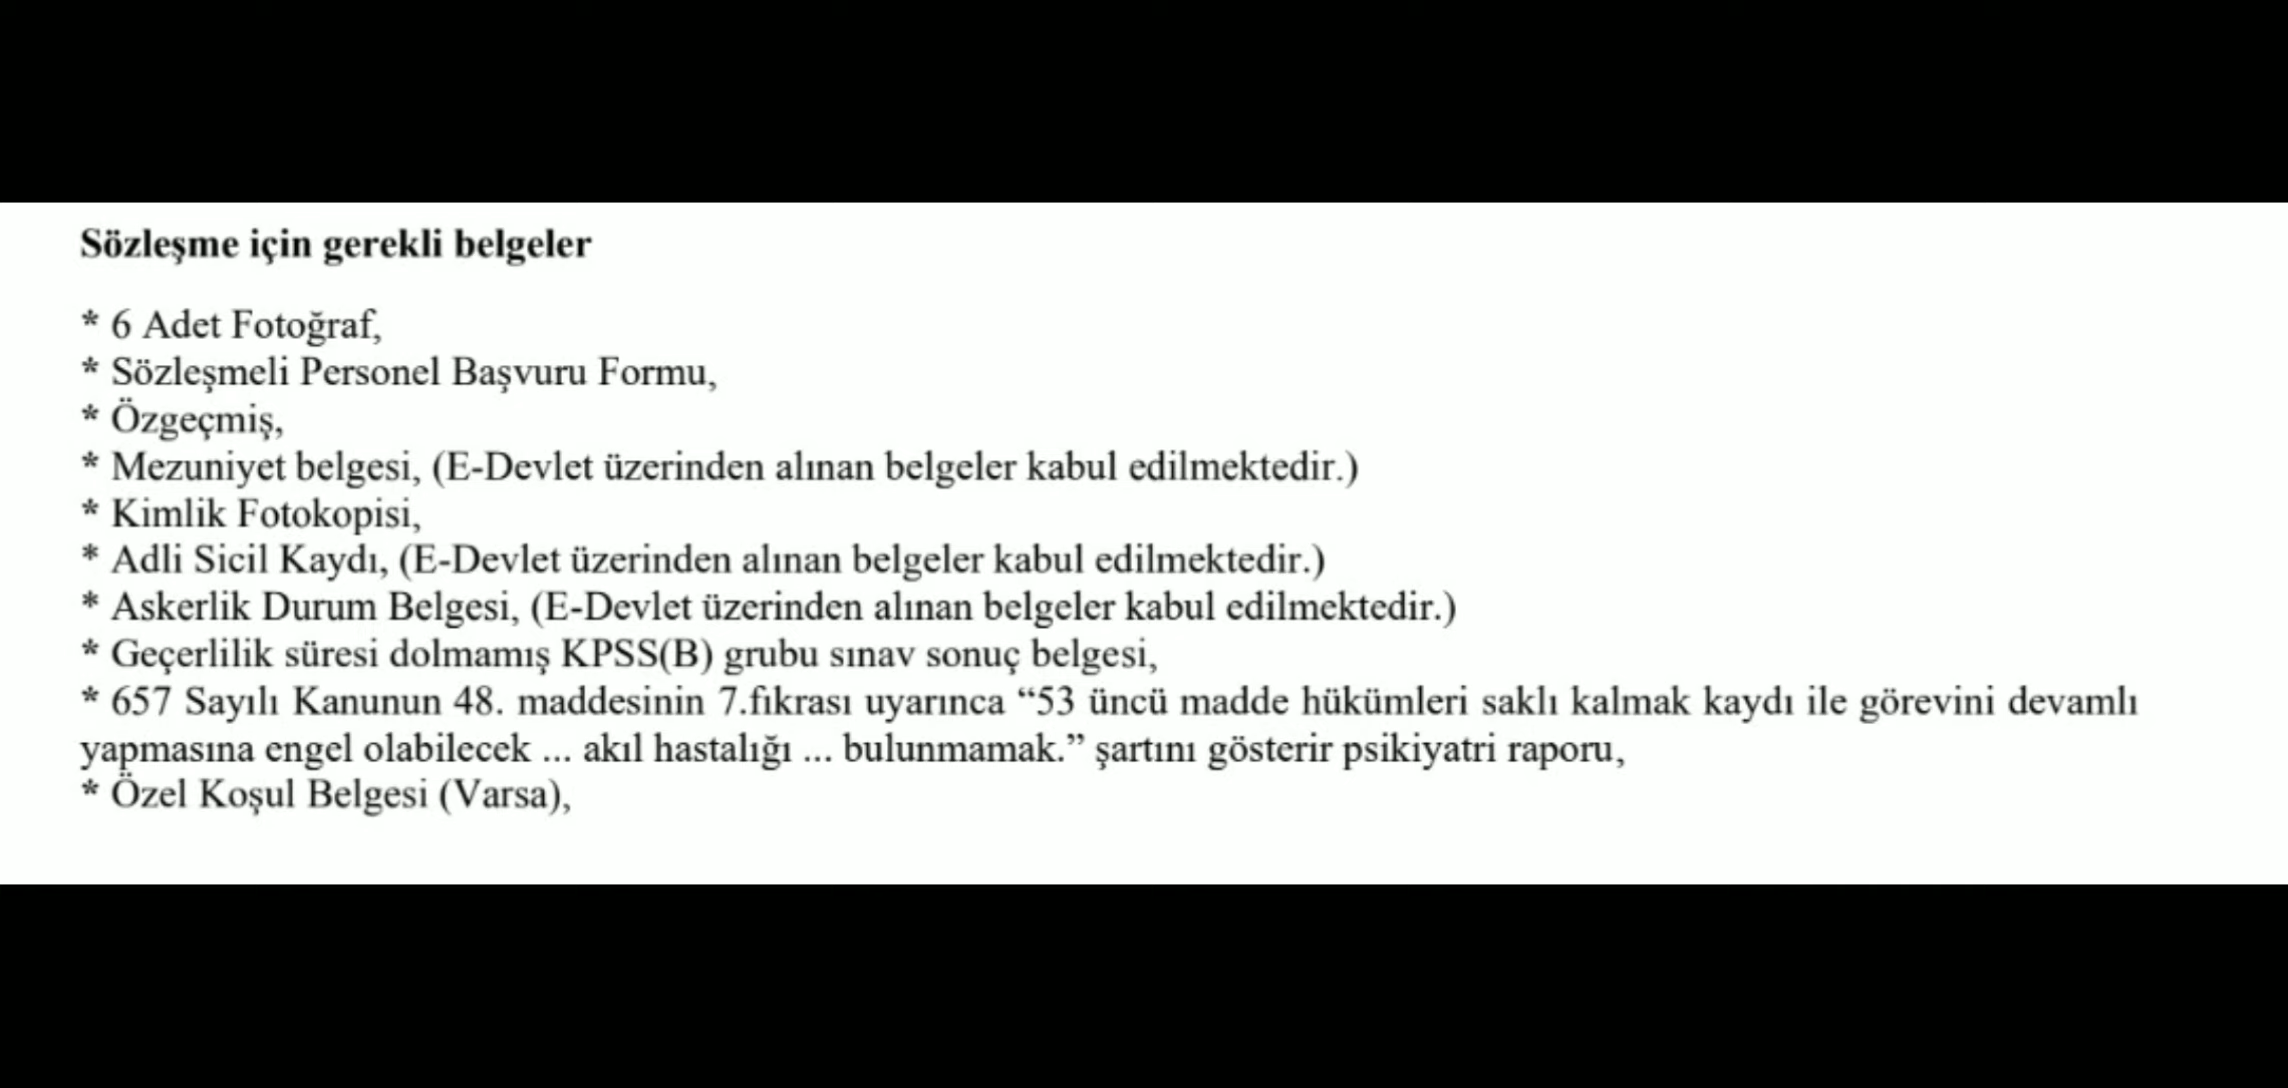 Sözleşme için gerekli belgeler
* 6 Adet Fotoğraf,
* Sözleşmeli Personel Başvuru Formu,
* Özgeçmiş,
* Mezuniyet belgesi, (E-Devlet üzerinden alınan belgeler kabul edilmektedir.)
* Kimlik Fotokopisi,
* Adli Sicil Kaydı, (E-Devlet üzerinden alınan belgeler kabul edilmektedir.)
* Askerlik Durum Belgesi, (E-Devlet üzerinden alınan belgeler kabul edilmektedir.)
* Geçerlilik süresi dolmamış KPSS(B) grubu sınav sonuç belgesi,
* 657 Sayılı Kanunun 48. maddesinin 7.fıkrası uyarınca “53 üncü madde hükümleri saklı kalmak kaydı ile görevini devamlı
yapmasına engel olabilecek ... akıl hastalığı ... bulunmamak.” şartını gösterir psikiyatri raporu,
* Özel Koşul Belgesi (Varsa),